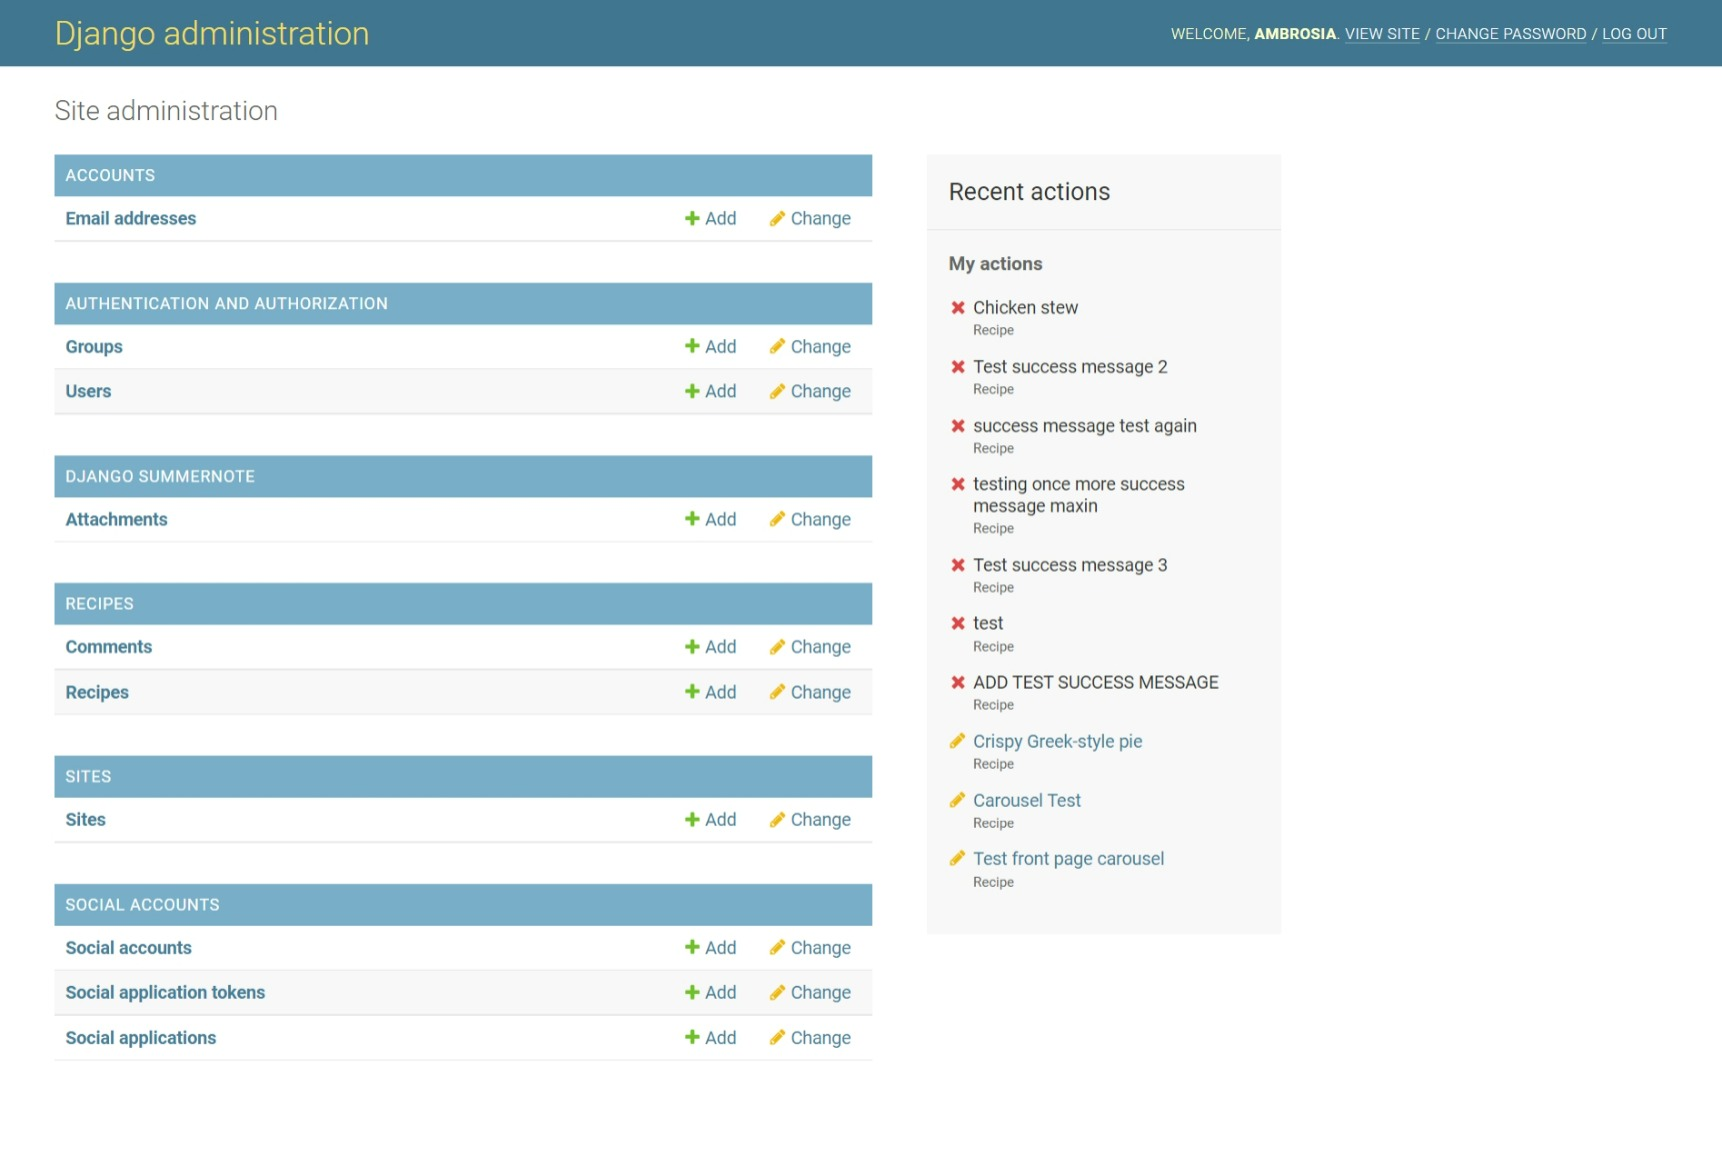 Django administration
WELCOME, AMBROSIA. VIEW SITE / CHANGE PASSWORD / LOG OUT
Site administration
ACCOUNTS
Email addresses Add Change
AUTHENTICATION AND AUTHORIZATION
Groups Add Change
Users Add Change
DJANGO SUMMERNOTE
Attachments Add Change
RECIPES
Comments Add Change
Recipes Add Change
SITES
Sites Add Change
SOCIAL ACCOUNTS
Social accounts Add Change
Social application tokens Add Change
Social applications Add Change
Recent actions
My actions
Chicken stew
Recipe
Test success message 2
Recipe
success message test again
Recipe
testing once more success
message maxin
Recipe
Test success message 3
Recipe
test
Recipe
ADD TEST SUCCESS MESSAGE
Recipe
Crispy Greek-style pie
Recipe
Carousel Test
Recipe
Test front page carousel
Recipe